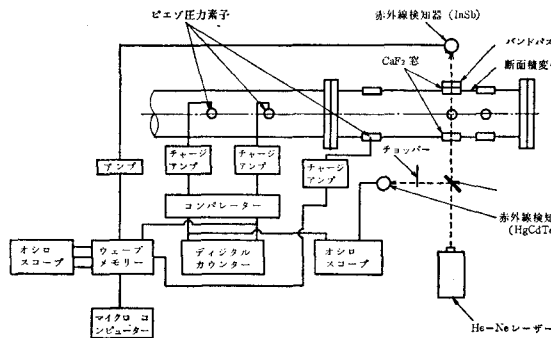 ピエゾ圧力素子
赤外線検知器 (InSb)
バンドパス
CaF₂窓
断面積変
アンプ
チャージ
アンプ
チャージ
アンプ
チャージ
アンプ
チョッパー
コンパレーター
赤外線検知
(HgCdTe
オシロ
スコープ
ウェーブ
メモリー
ディジタル
カウンター
オシロ
スコープ
マイクロ コ
ンピューター
He-Neレーザー